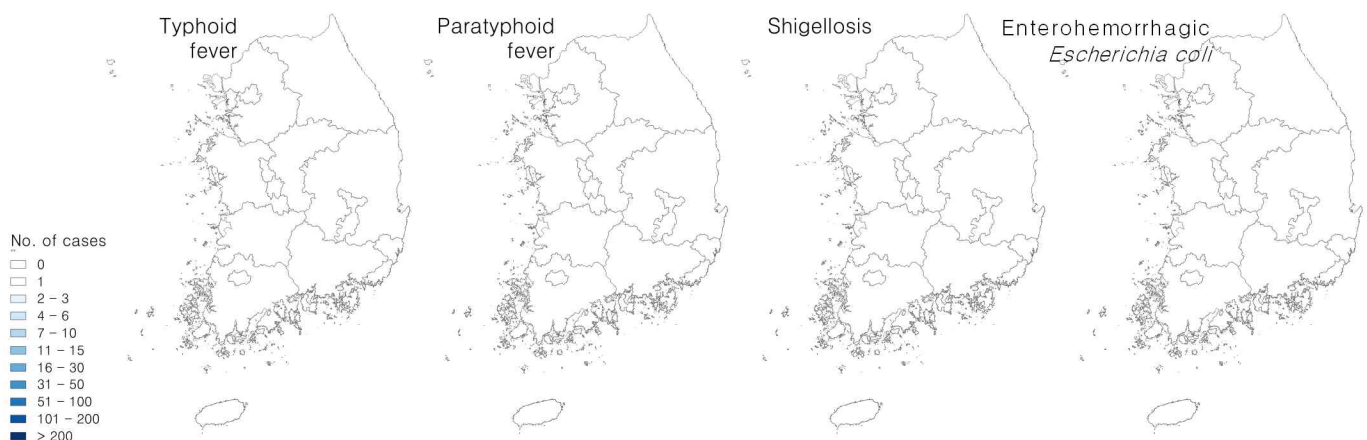 Typhoid
fever
Paratyphoid
fever
Shigellosis
Enterohemorrhagic
Escherichia coli
No. of cases
0
1
2 – 3
4 – 6
7 – 10
11 – 15
16 – 30
31 – 50
51 – 100
101 – 200
> 200